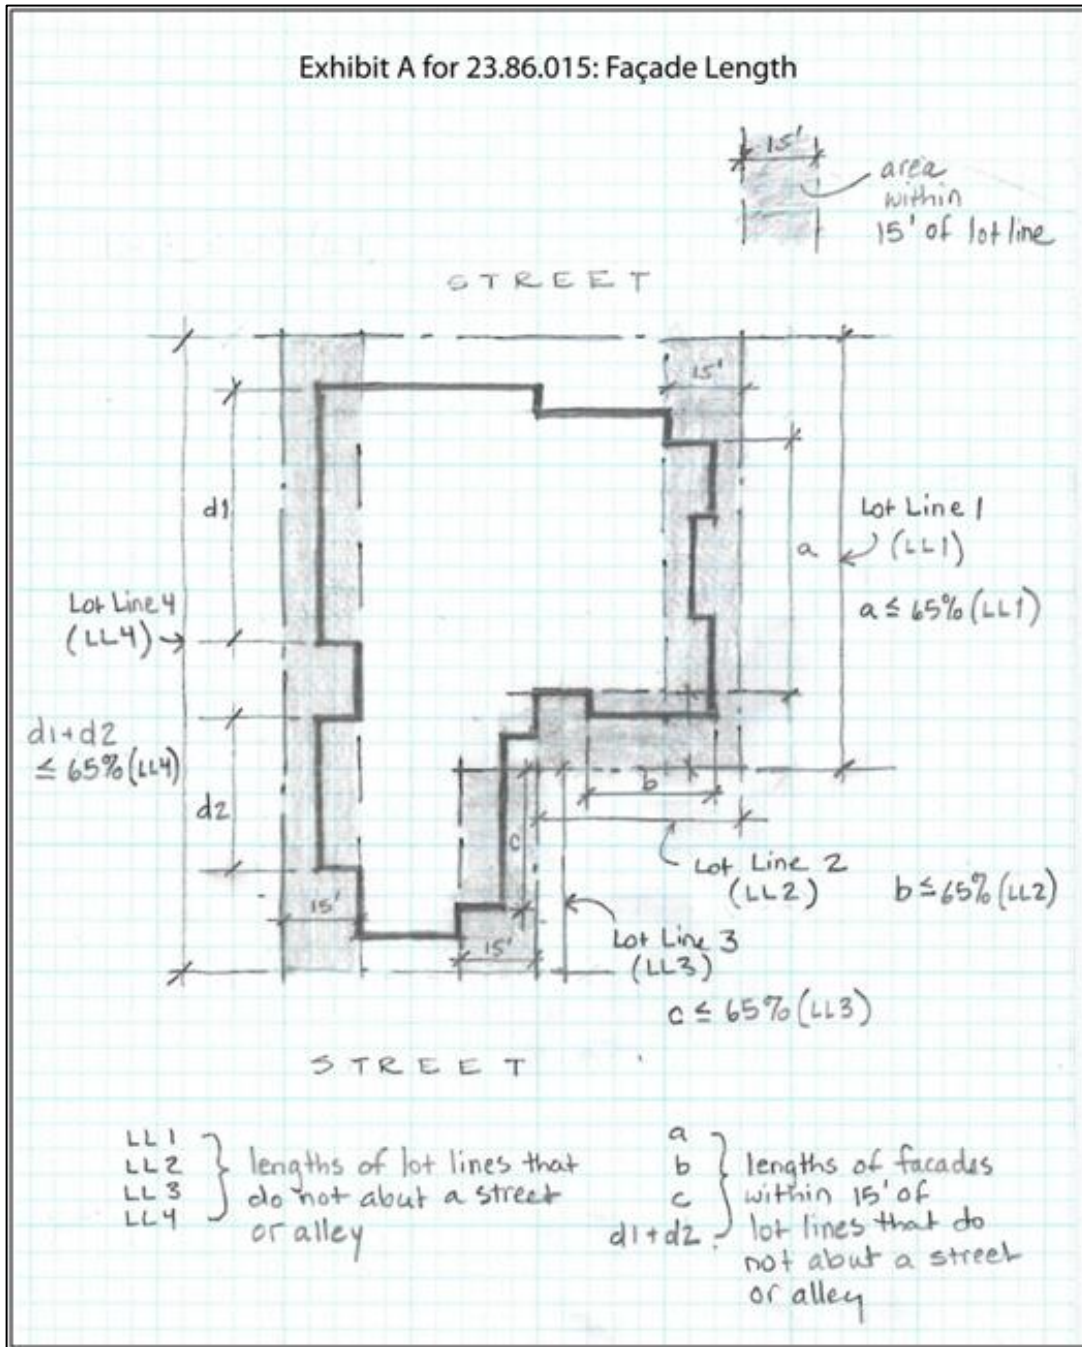 Exhibit A for 23.86.015: Façade Length
15'
area
within
15' of lot line
STREET
15'
d1
Lot Line 1
(LL1)
a
a ≤ 65% (LL1)
Lot Line 4
(LL4)
d1+d2
≤ 65% (LL4)
d2
b
c
Lot Line 2
(LL2)
b ≤ 65% (LL2)
15'
15'
Lot Line 3
(LL3)
c ≤ 65% (LL3)
STREET
LL1
LL2
LL3
LL4
lengths of lot lines that
do not abut a street
or alley
a
b
c
d1+d2
lengths of facades
within 15' of
lot lines that do
not abut a street
or alley